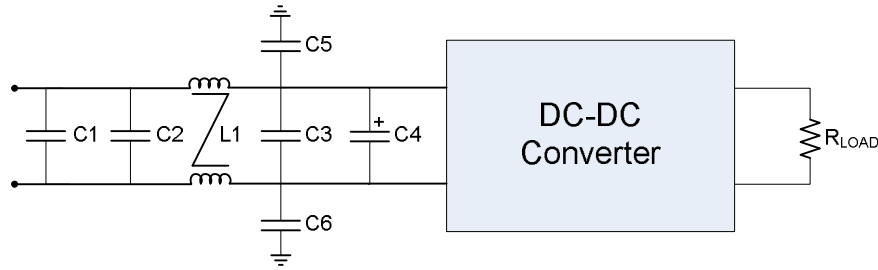 C5
C1
C2
L1
C3
+
C4
DC-DC
Converter
RLOAD
C6